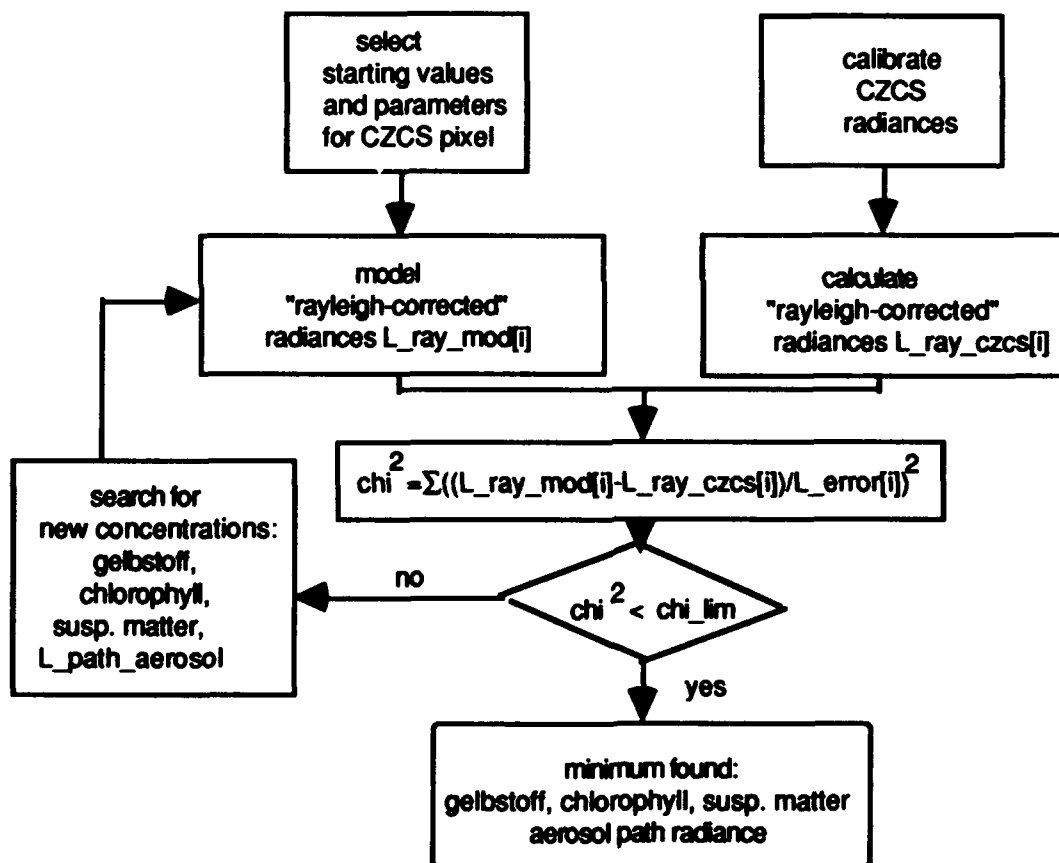 select
starting values
and parameters
for CZCS pixel
calibrate
CZCS
radiances
model
"rayleigh-corrected"
radiances L_ray_mod[i]
calculate
"rayleigh-corrected"
radiances L_ray_czcs[i]
chi²=Σ((L_ray_mod[i]-L_ray_czcs[i])/L_error[i])²
search for
new concentrations:
gelbstoff,
chlorophyll,
susp. matter,
L_path_aerosol
no
chi² < chi_lim
yes
minimum found:
gelbstoff, chlorophyll, susp. matter
aerosol path radiance